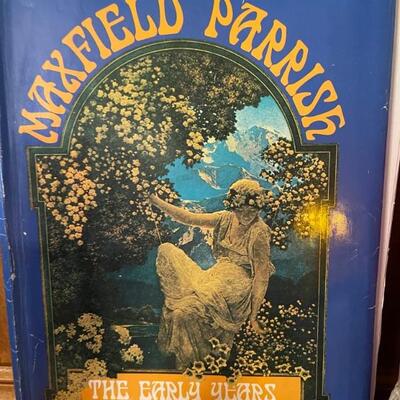 MAXFIELD PARRISH
THE EARLY YEARS